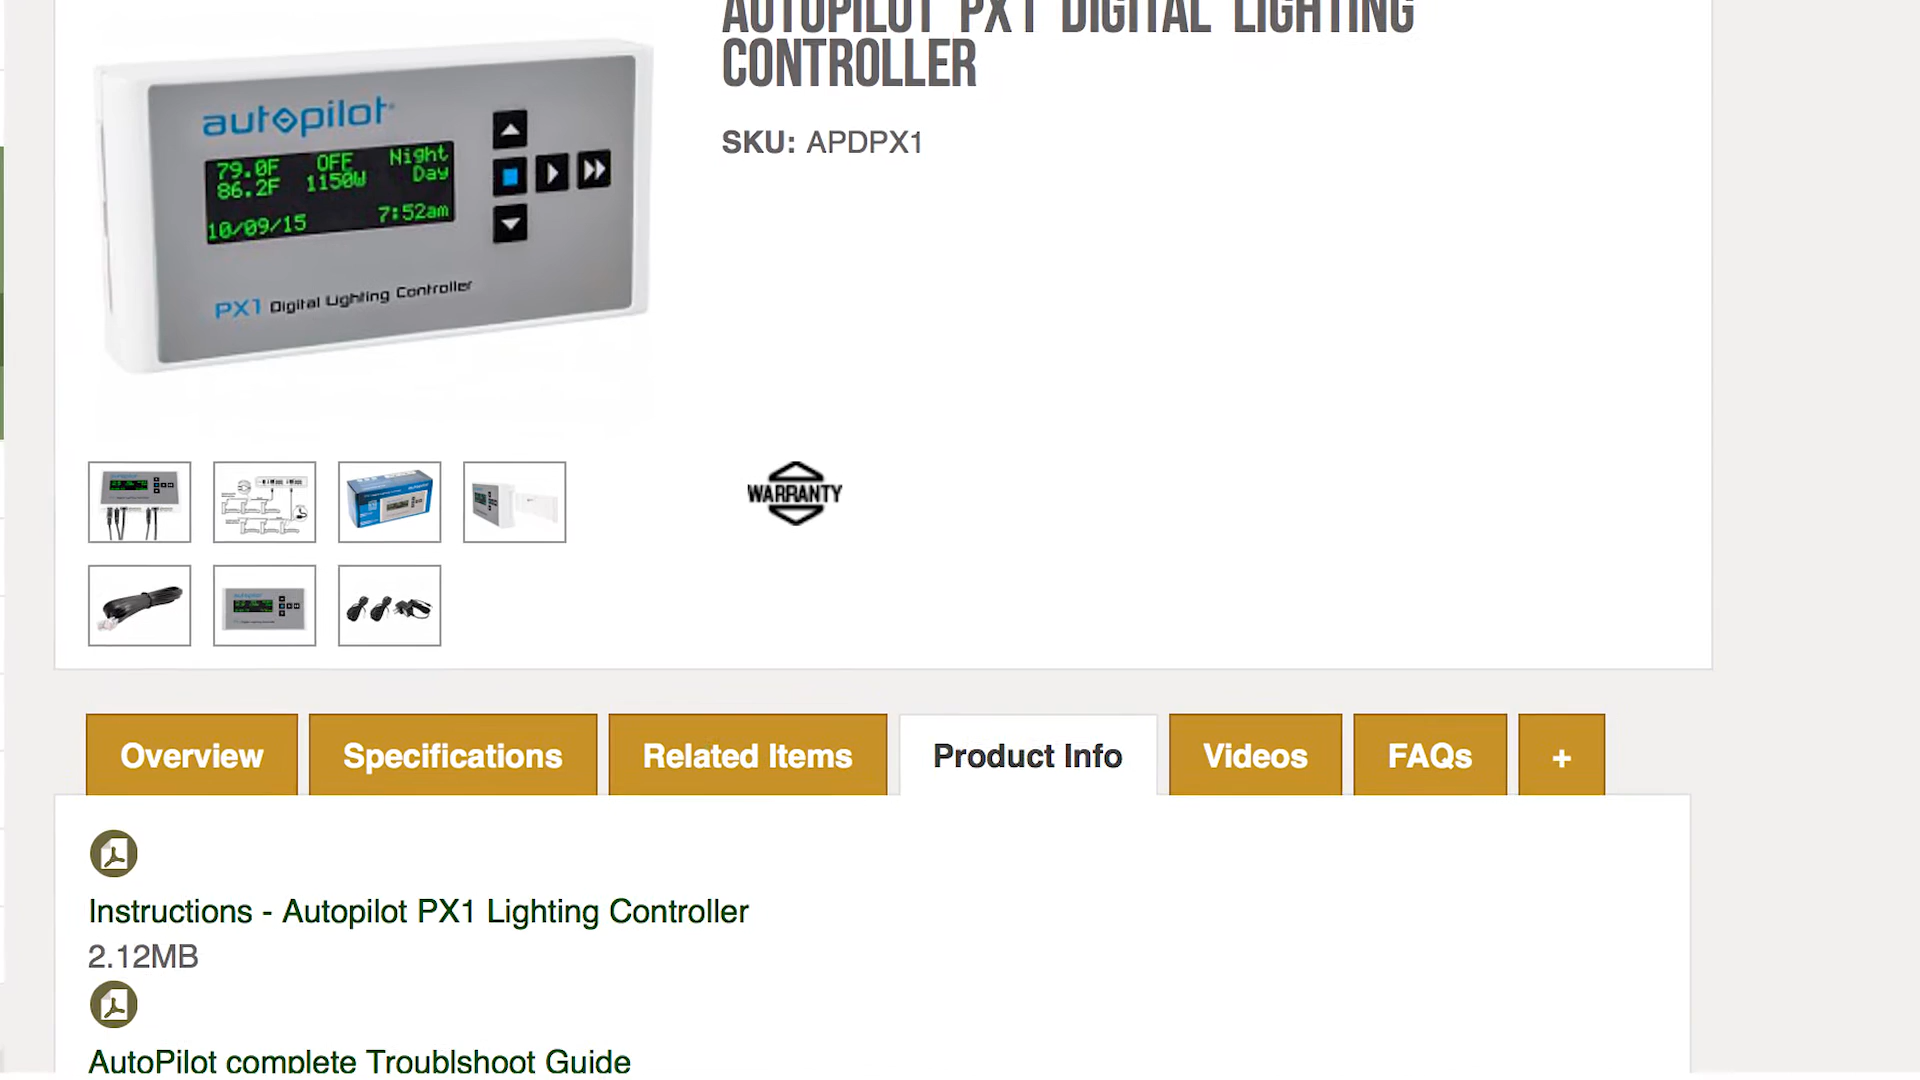 AUTOPILOT PX1 DIGITAL LIGHTING
CONTROLLER
SKU: APDPX1
autopilot
79.0F OFF Night
86.2F 1150W Day
10/09/15 7:52am
PX1 Digital Lighting Controller
WARRANTY
Overview
Specifications
Related Items
Product Info
Videos
FAQs
+
Instructions - Autopilot PX1 Lighting Controller
2.12MB
AutoPilot complete Troublshoot Guide